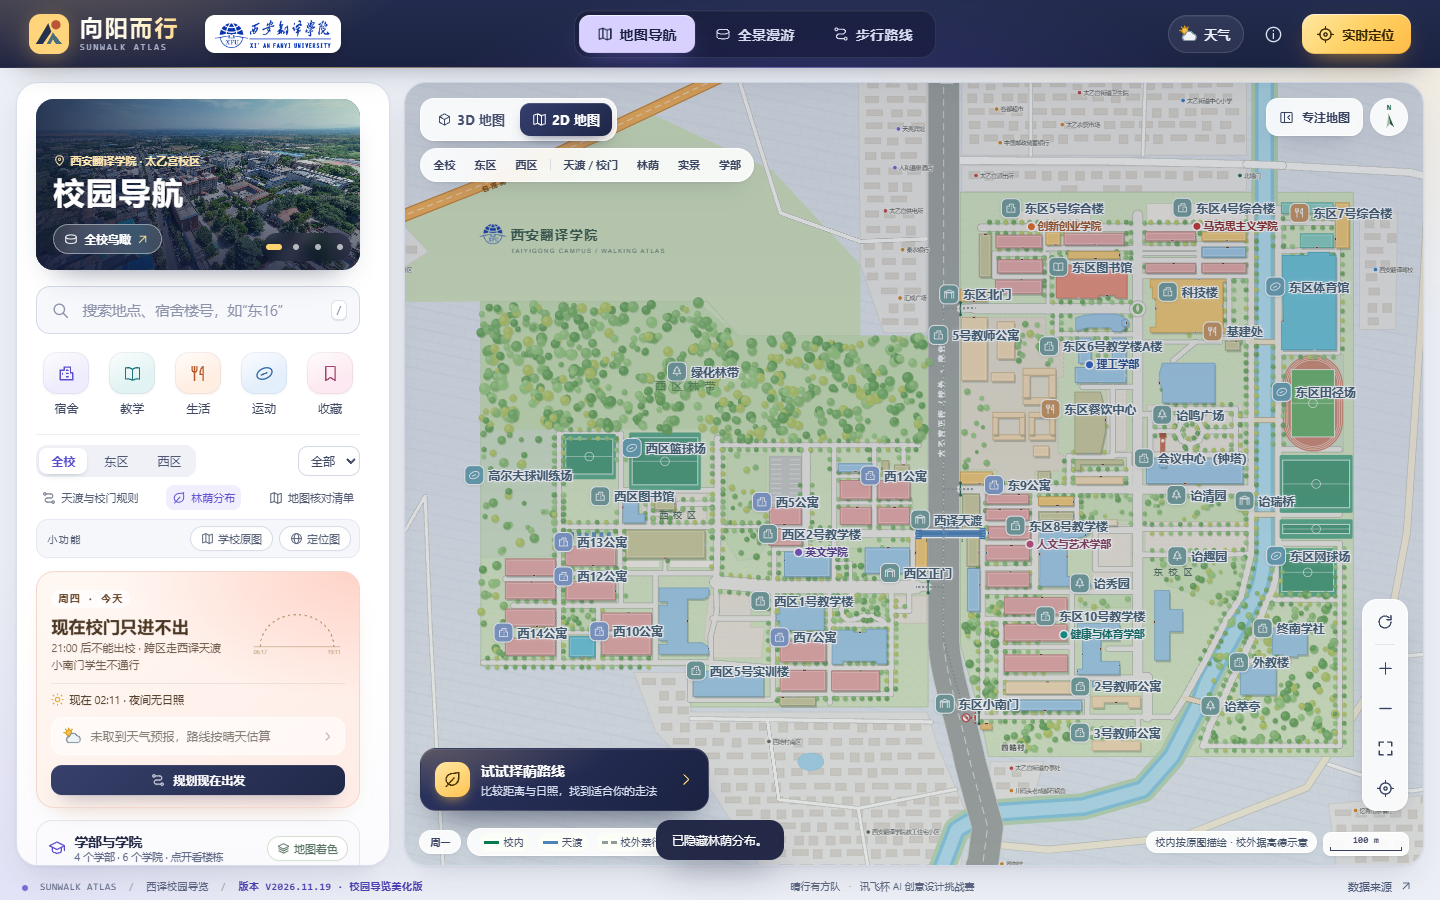 向阳而行
SUNWALK ATLAS
西安翻译学院
XI' AN FANYI UNIVERSITY
地图导航
全景漫游
步行路线
天气
实时定位
西安翻译学院 · 太乙宫校区
校园导航
全校鸟瞰
搜索地点、宿舍楼号，如"东16"
/
宿舍
教学
生活
运动
收藏
全校
东区
西区
全部
天渡与校门规则
林荫分布
地图核对清单
小功能
学校原图
定位图
周四 · 今天
现在校门只进不出
21:00 后不能出校 · 跨区走西译天渡
小南门学生不通行
06:17
19:11
现在 02:11 · 夜间无日照
未取到天气预报，路线按晴天估算
规划现在出发
学部与学院
4 个学部 · 6 个学院 · 点开看楼栋
地图着色
3D 地图
2D 地图
全校
东区
西区
天渡 / 校门
林荫
实景
学部
专注地图
N
西安翻译学院
TAIYIGONG CAMPUS / WALKING ATLAS
东区5号综合楼
创新创业学院
东区4号综合楼
马克思主义学院
东区7号综合楼
东区图书馆
东区北门
科技楼
东区体育馆
5号教师公寓
东区6号教学楼A楼
理工学部
基建处
绿化林带
西区林带
东区餐饮中心
诒鸣广场
东区田径场
西区篮球场
高尔夫球训练场
西区图书馆
西校区
西5公寓
西1公寓
会议中心（钟塔）
东9公寓
诒清园
诒瑞桥
西译天渡
东区8号教学楼
人文与艺术学部
西区2号教学楼
英文学院
西13公寓
西12公寓
西区正门
诒趣园
东校区
东区网球场
诒秀园
西区1号教学楼
东区10号教学楼
健康与体育学部
西14公寓
西10公寓
西7公寓
终南学社
外教楼
西区5号实训楼
2号教师公寓
诒莘亭
东区小南门
3号教师公寓
四皓村
试试择荫路线
比较距离与日照，找到适合你的走法
周一
校内
天渡
校外禁行
已隐藏林荫分布。
校内按原图描绘 · 校外据高德示意
100 m
SUNWALK ATLAS / 西译校园导览 / 版本 V2026.11.19 · 校园导览美化版
晴行有方队 · 讯飞杯 AI 创意设计挑战赛
数据来源